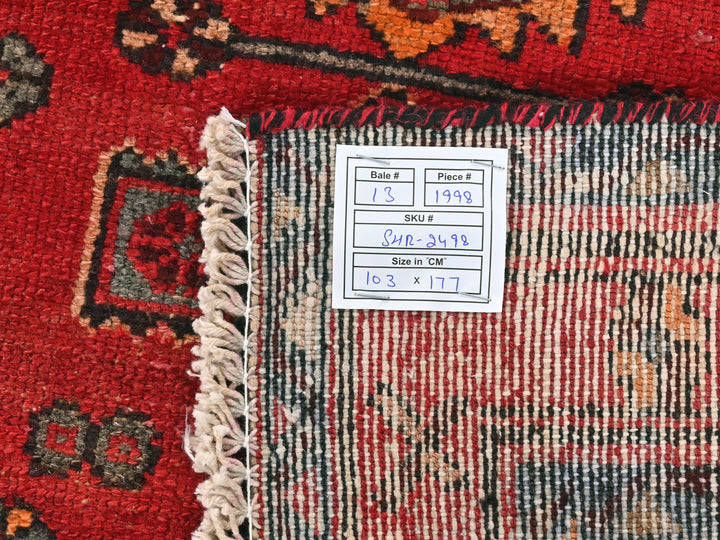 Bale # Piece #
13 1998
SKU #
SHR-2498
Size in "CM"
103 x 177